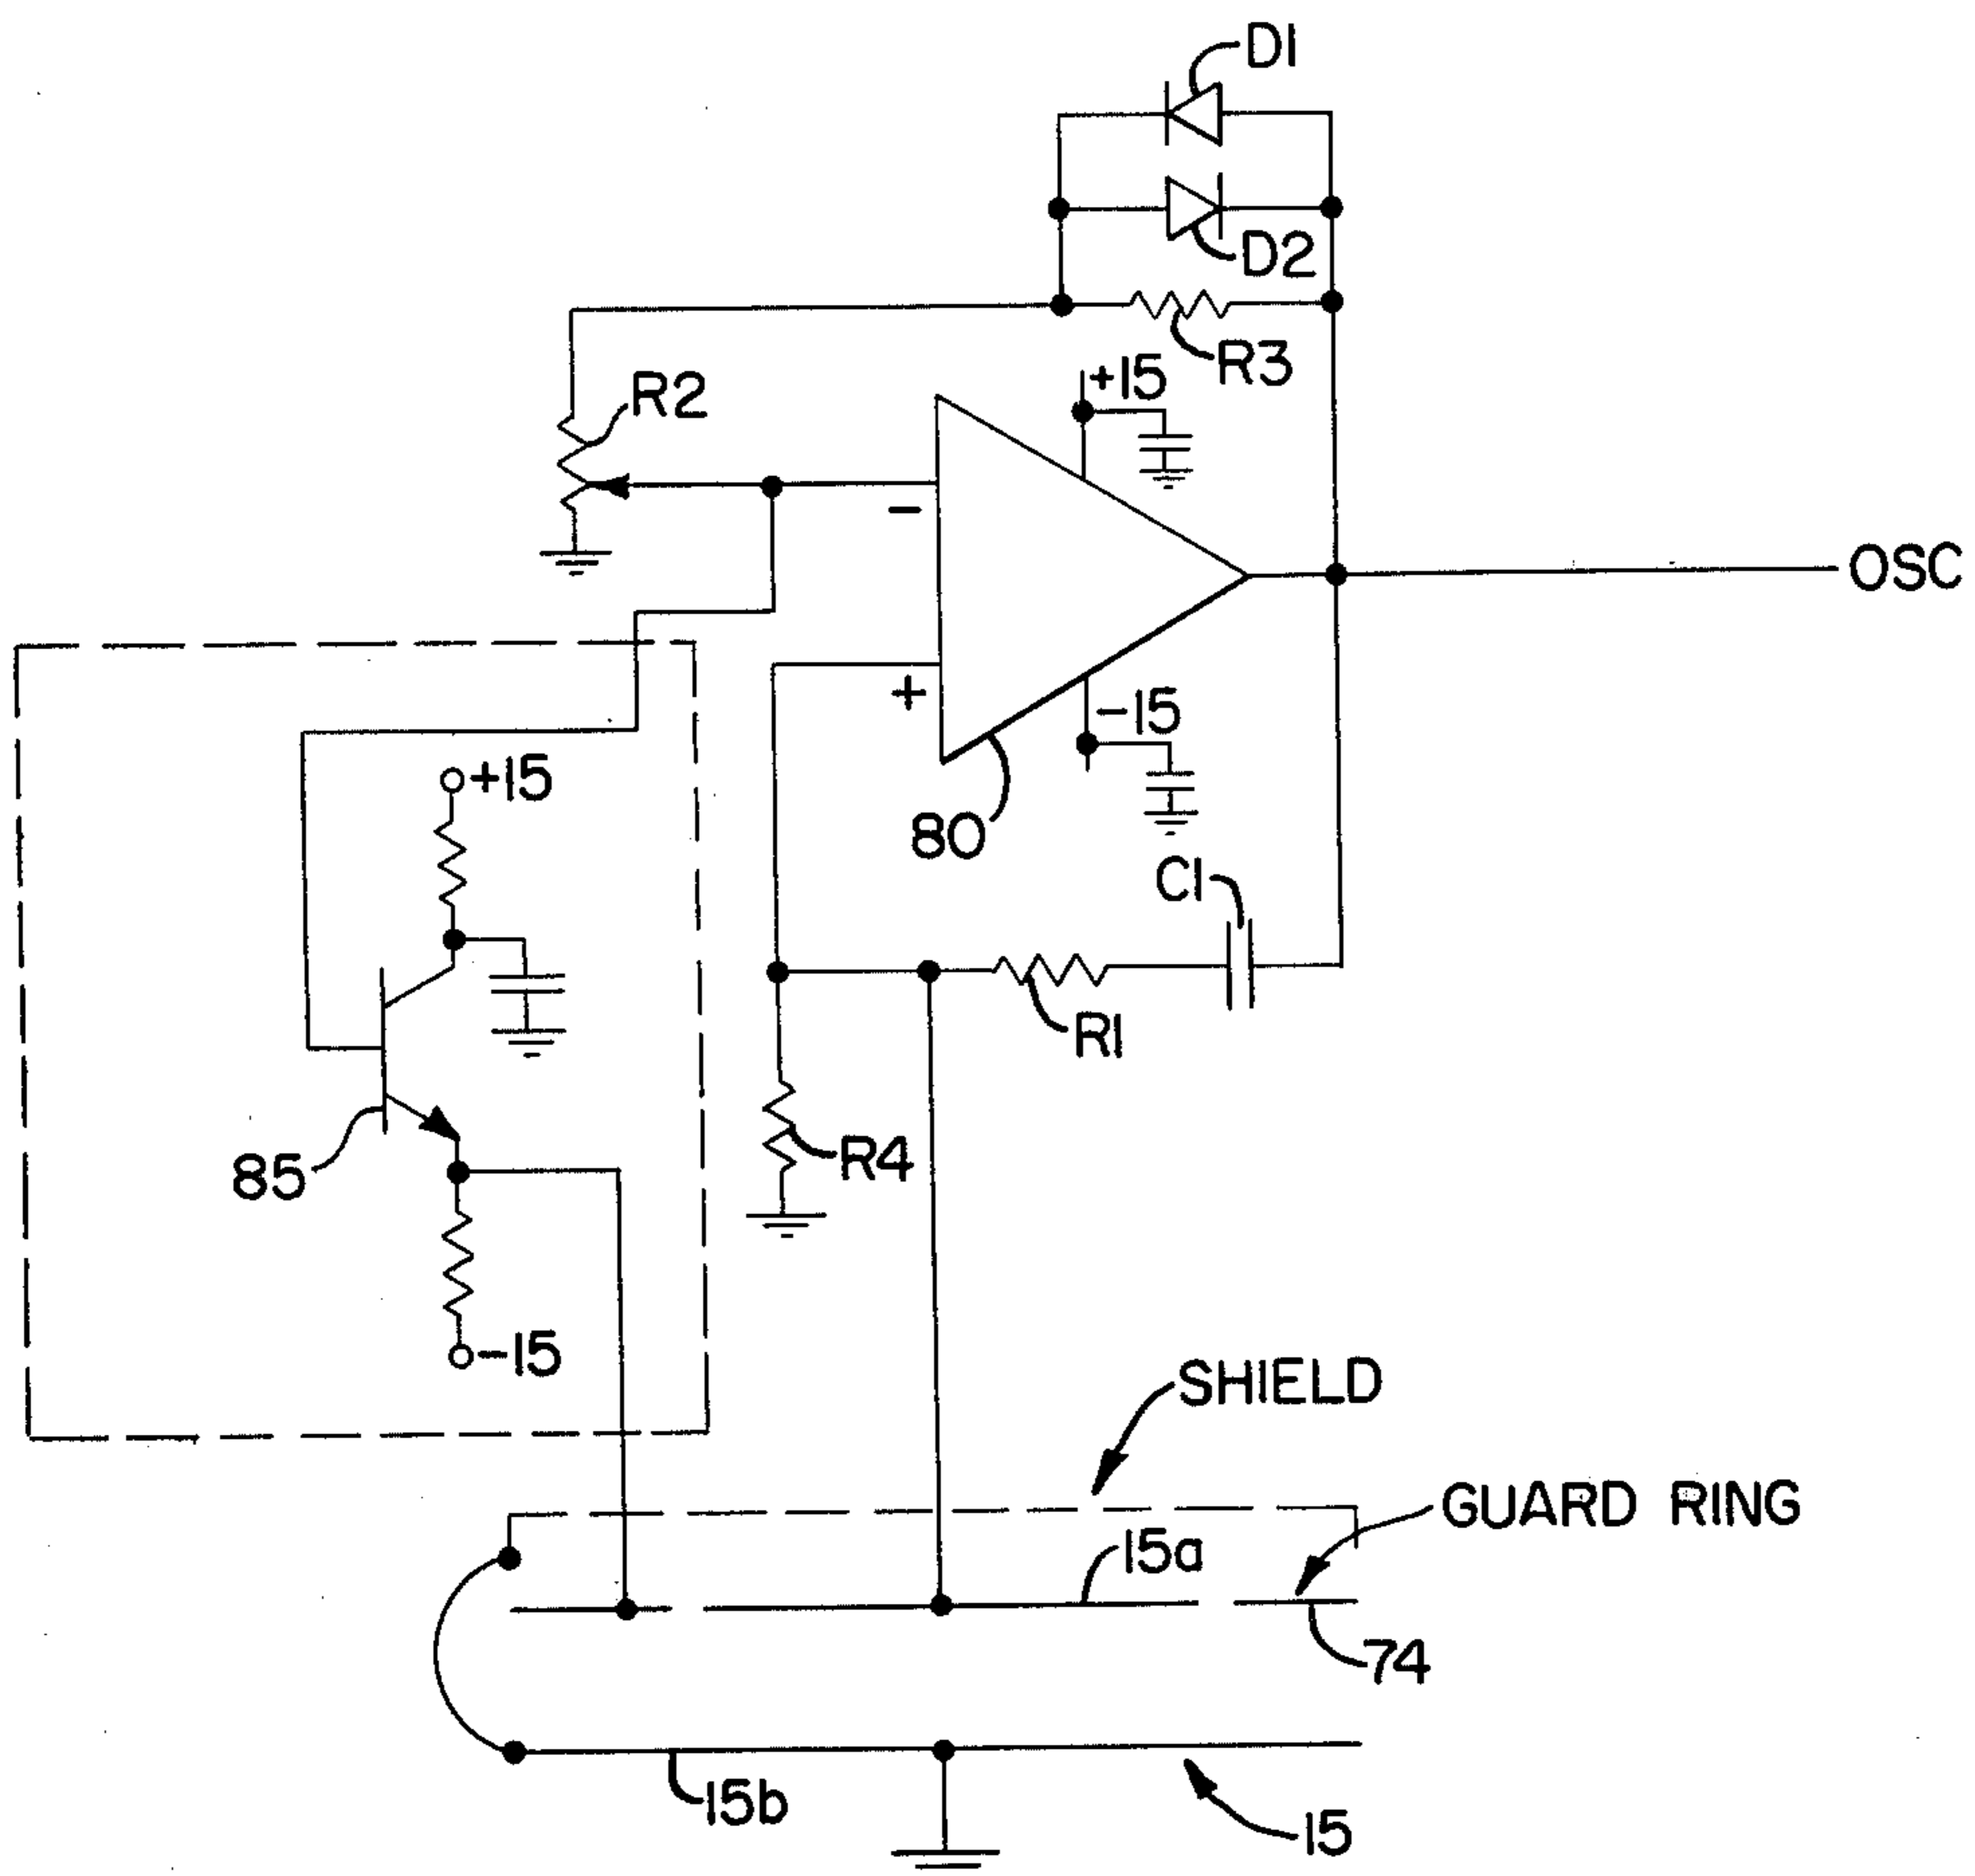 D1
D2
R3
R2
+15
−
OSC
+
−15
80
+15
C1
R1
85
R4
−15
SHIELD
GUARD RING
15a
74
15b
15